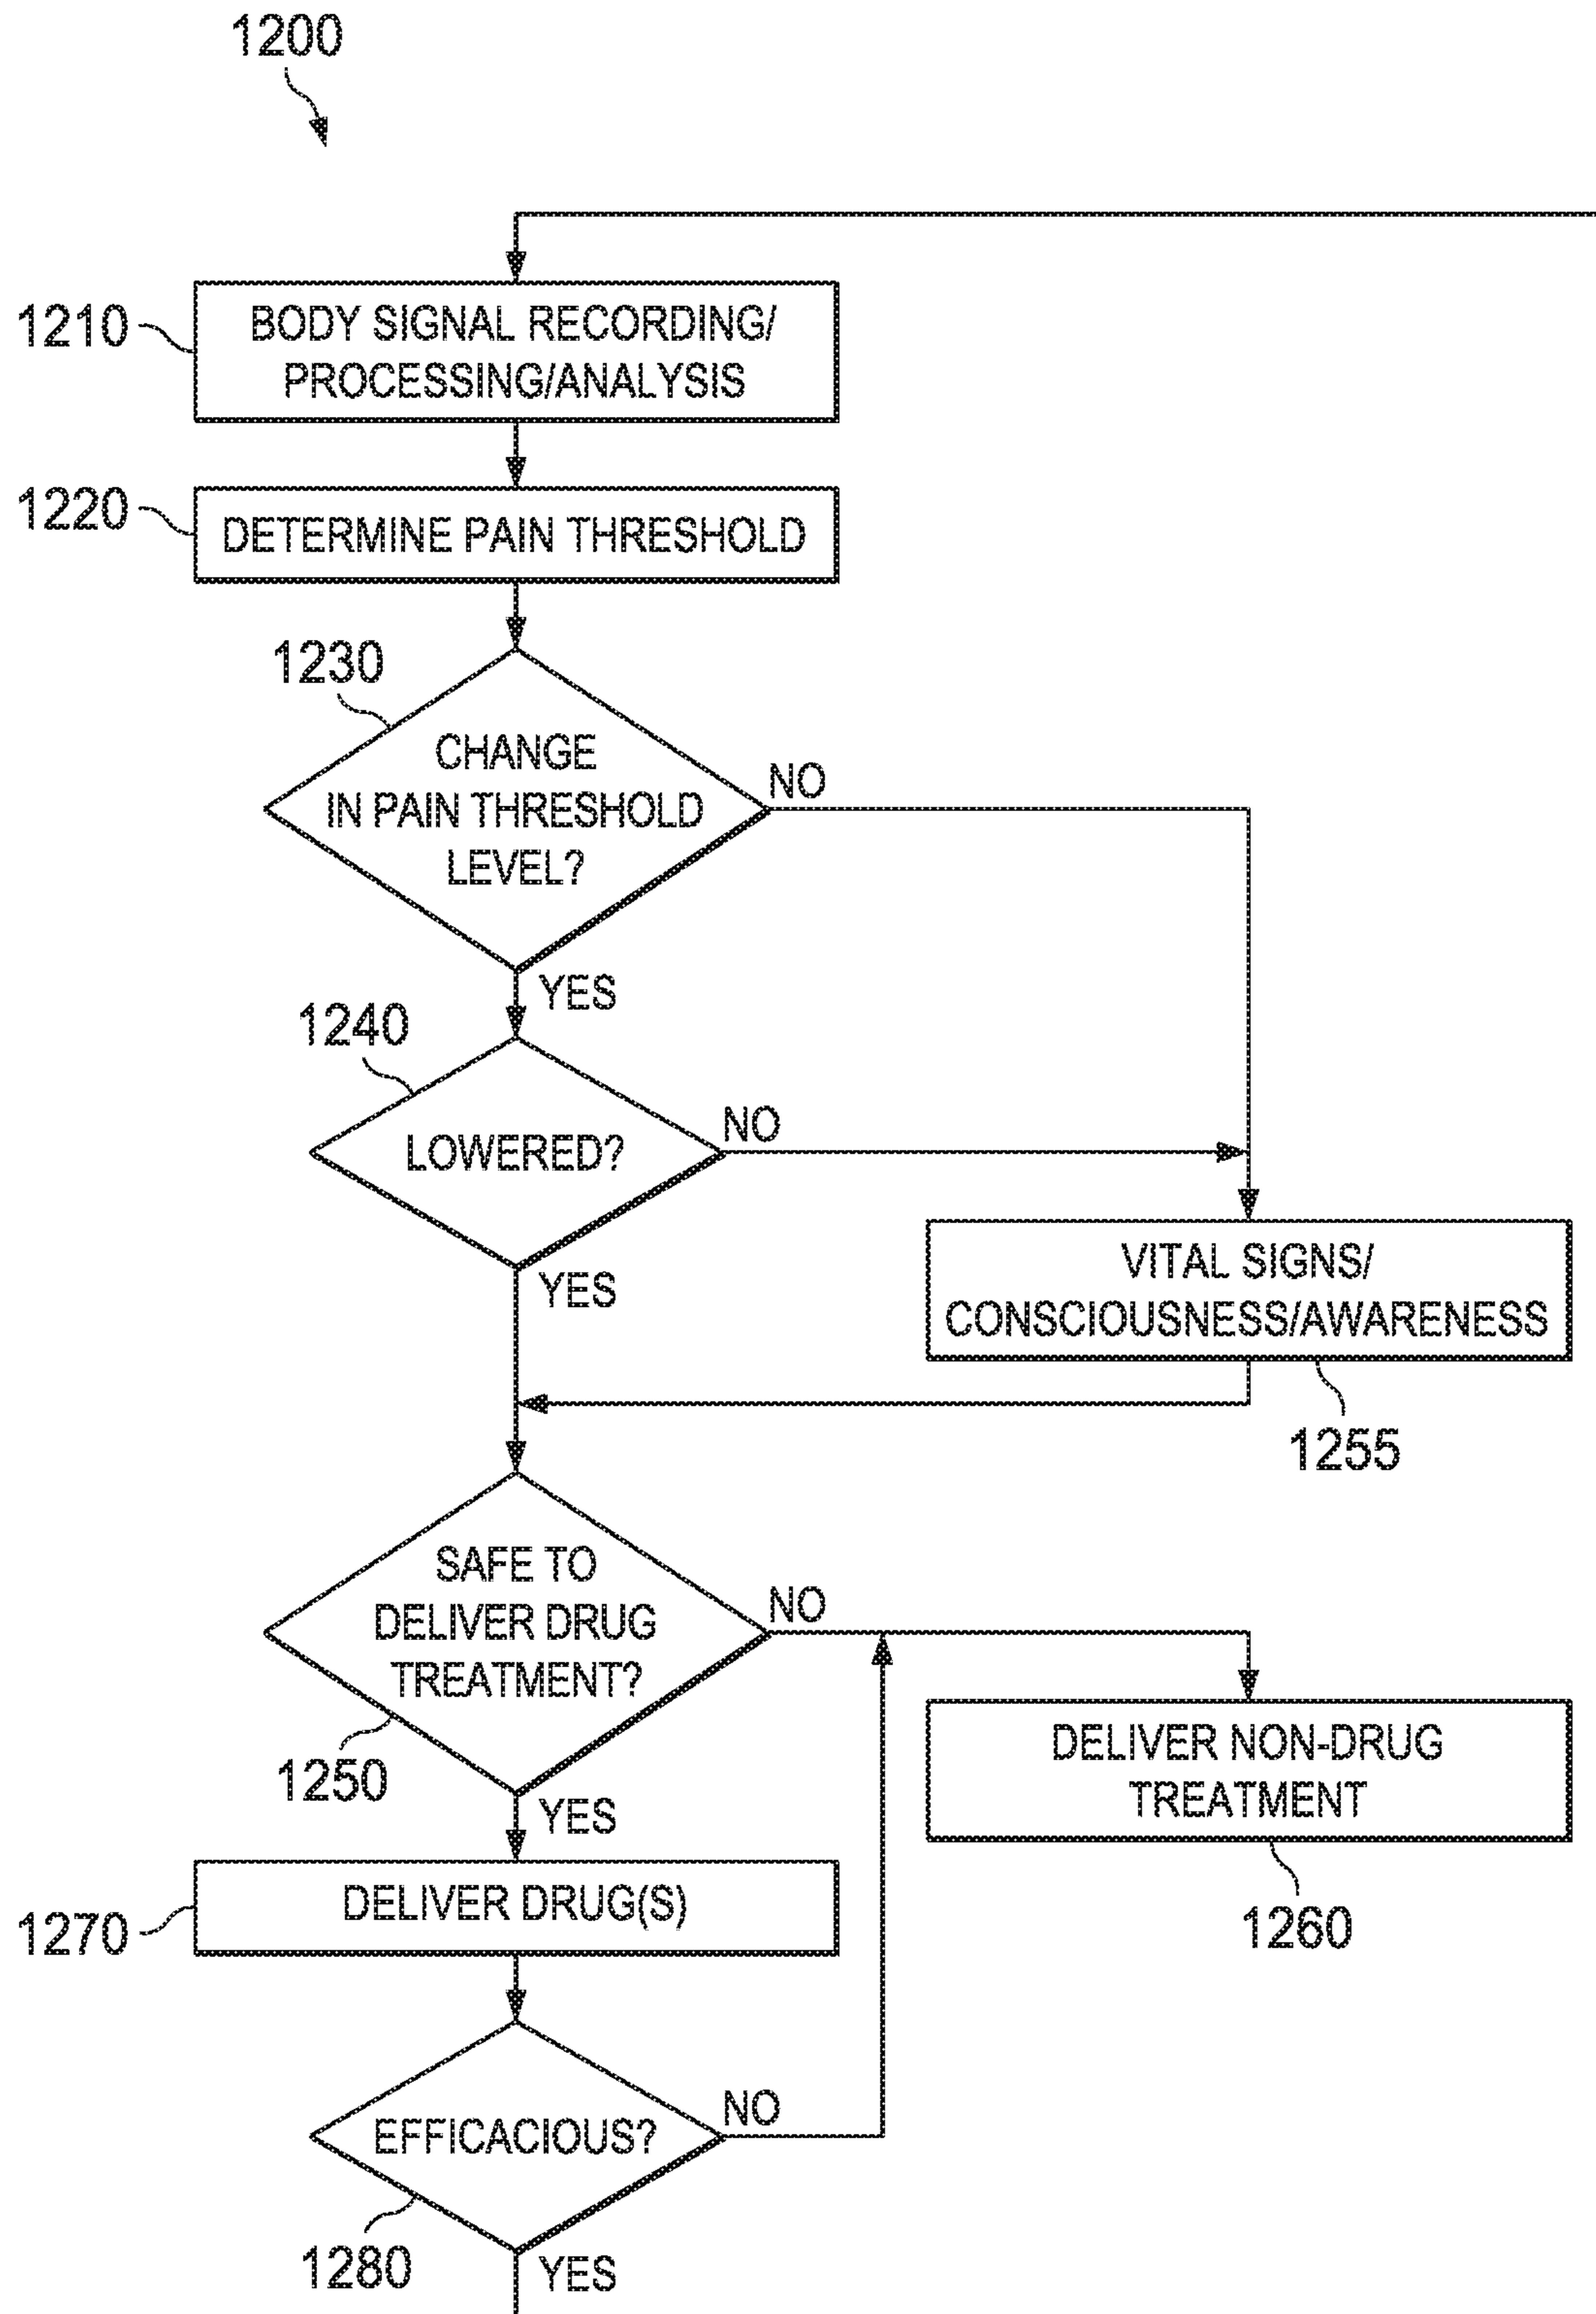 1200
1210
BODY SIGNAL RECORDING/
PROCESSING/ANALYSIS
1220
DETERMINE PAIN THRESHOLD
1230
CHANGE
IN PAIN THRESHOLD
LEVEL?
NO
YES
1240
LOWERED?
NO
YES
VITAL SIGNS/
CONSCIOUSNESS/AWARENESS
1255
SAFE TO
DELIVER DRUG
TREATMENT?
NO
1250
YES
DELIVER NON-DRUG
TREATMENT
1260
1270
DELIVER DRUG(S)
EFFICACIOUS?
NO
1280
YES